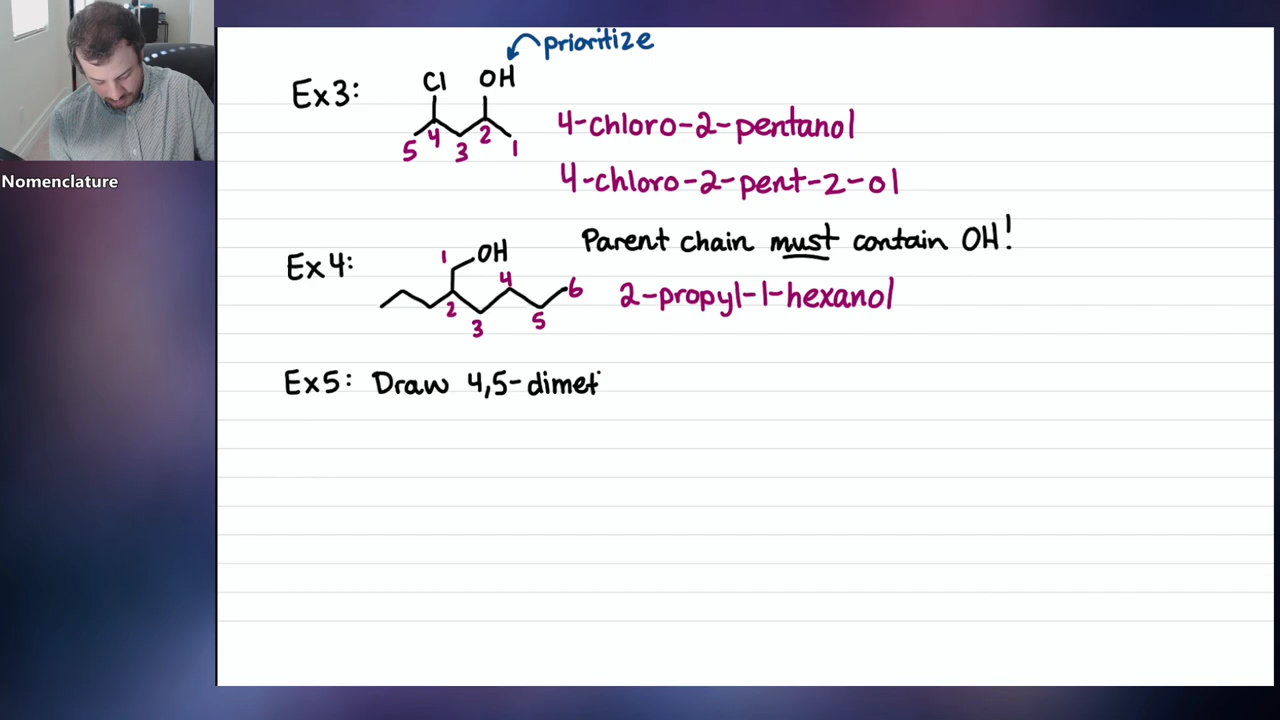 prioritize
Ex3:
Cl OH
5 4 3 2 1
4-chloro-2-pentanol
4-chloro-2-pent-2-ol
Nomenclature
Parent chain must contain OH!
Ex4:
1 OH
2 3 4 5 6
2-propyl-1-hexanol
Ex5: Draw 4,5-dimet